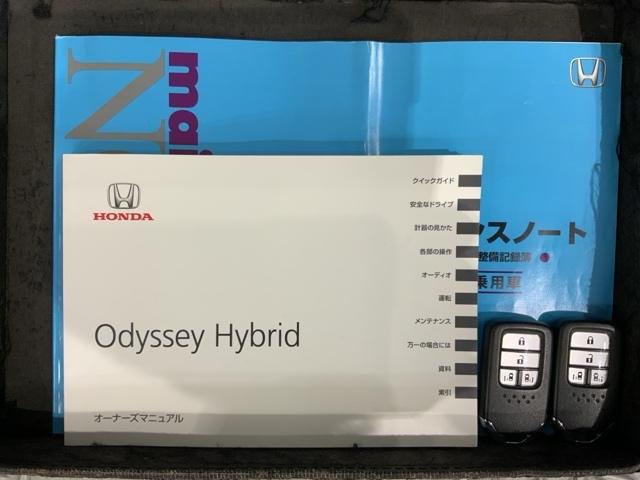 mai
N
HONDA
Odyssey Hybrid
オーナーズマニュアル
クイックガイド
安全なドライブ
計器の見かた
各部の操作
オーディオ
運転
メンテナンス
万一の場合には
資料
索引
ンスノート
整備記録簿
乗用車